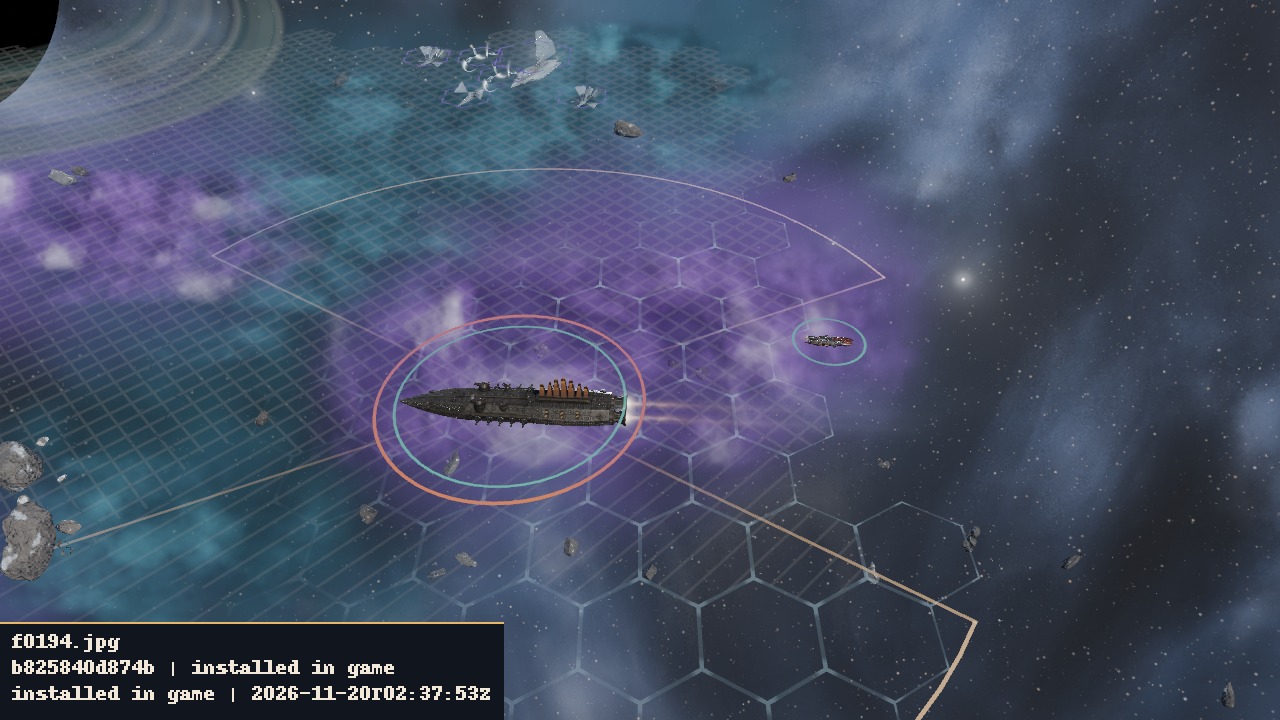 f0194.jpg
b825840d874b | installed in game
installed in game | 2026-11-20T02:37:53Z